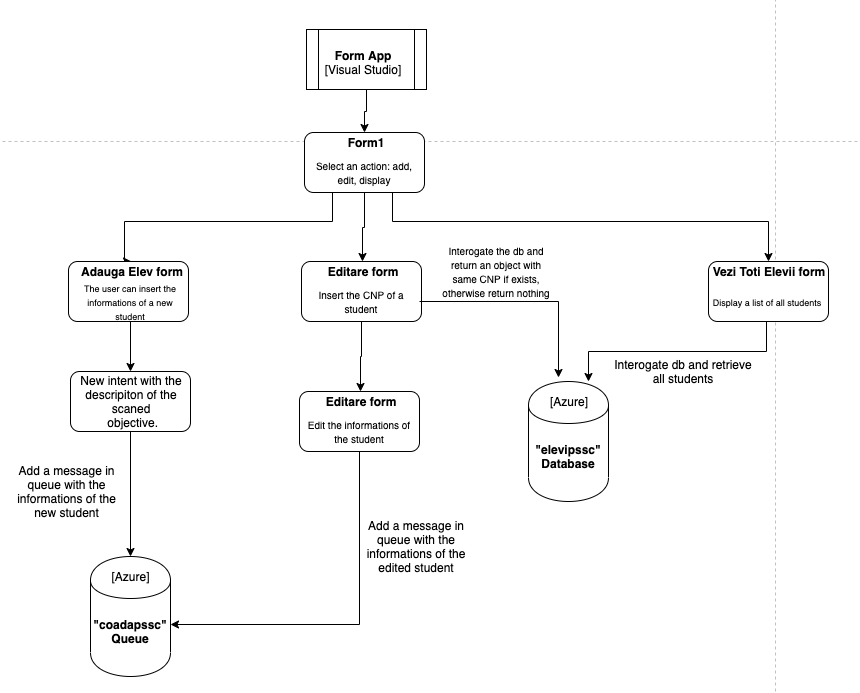 Form App
[Visual Studio]
Form1
Select an action: add,
edit, display
Adauga Elev form
The user can insert the
informations of a new
student
Editare form
Insert the CNP of a
student
Interogate the db and
return an object with
same CNP if exists,
otherwise return nothing
Vezi Toti Elevii form
Display a list of all students
Interogate db and retrieve
all students
New intent with the
descripiton of the
scaned
objective.
Editare form
Edit the informations of
the student
[Azure]
"elevipssc"
Database
Add a message in
queue with the
informations of the
new student
Add a message in
queue with the
informations of the
edited student
[Azure]
"coadapssc"
Queue